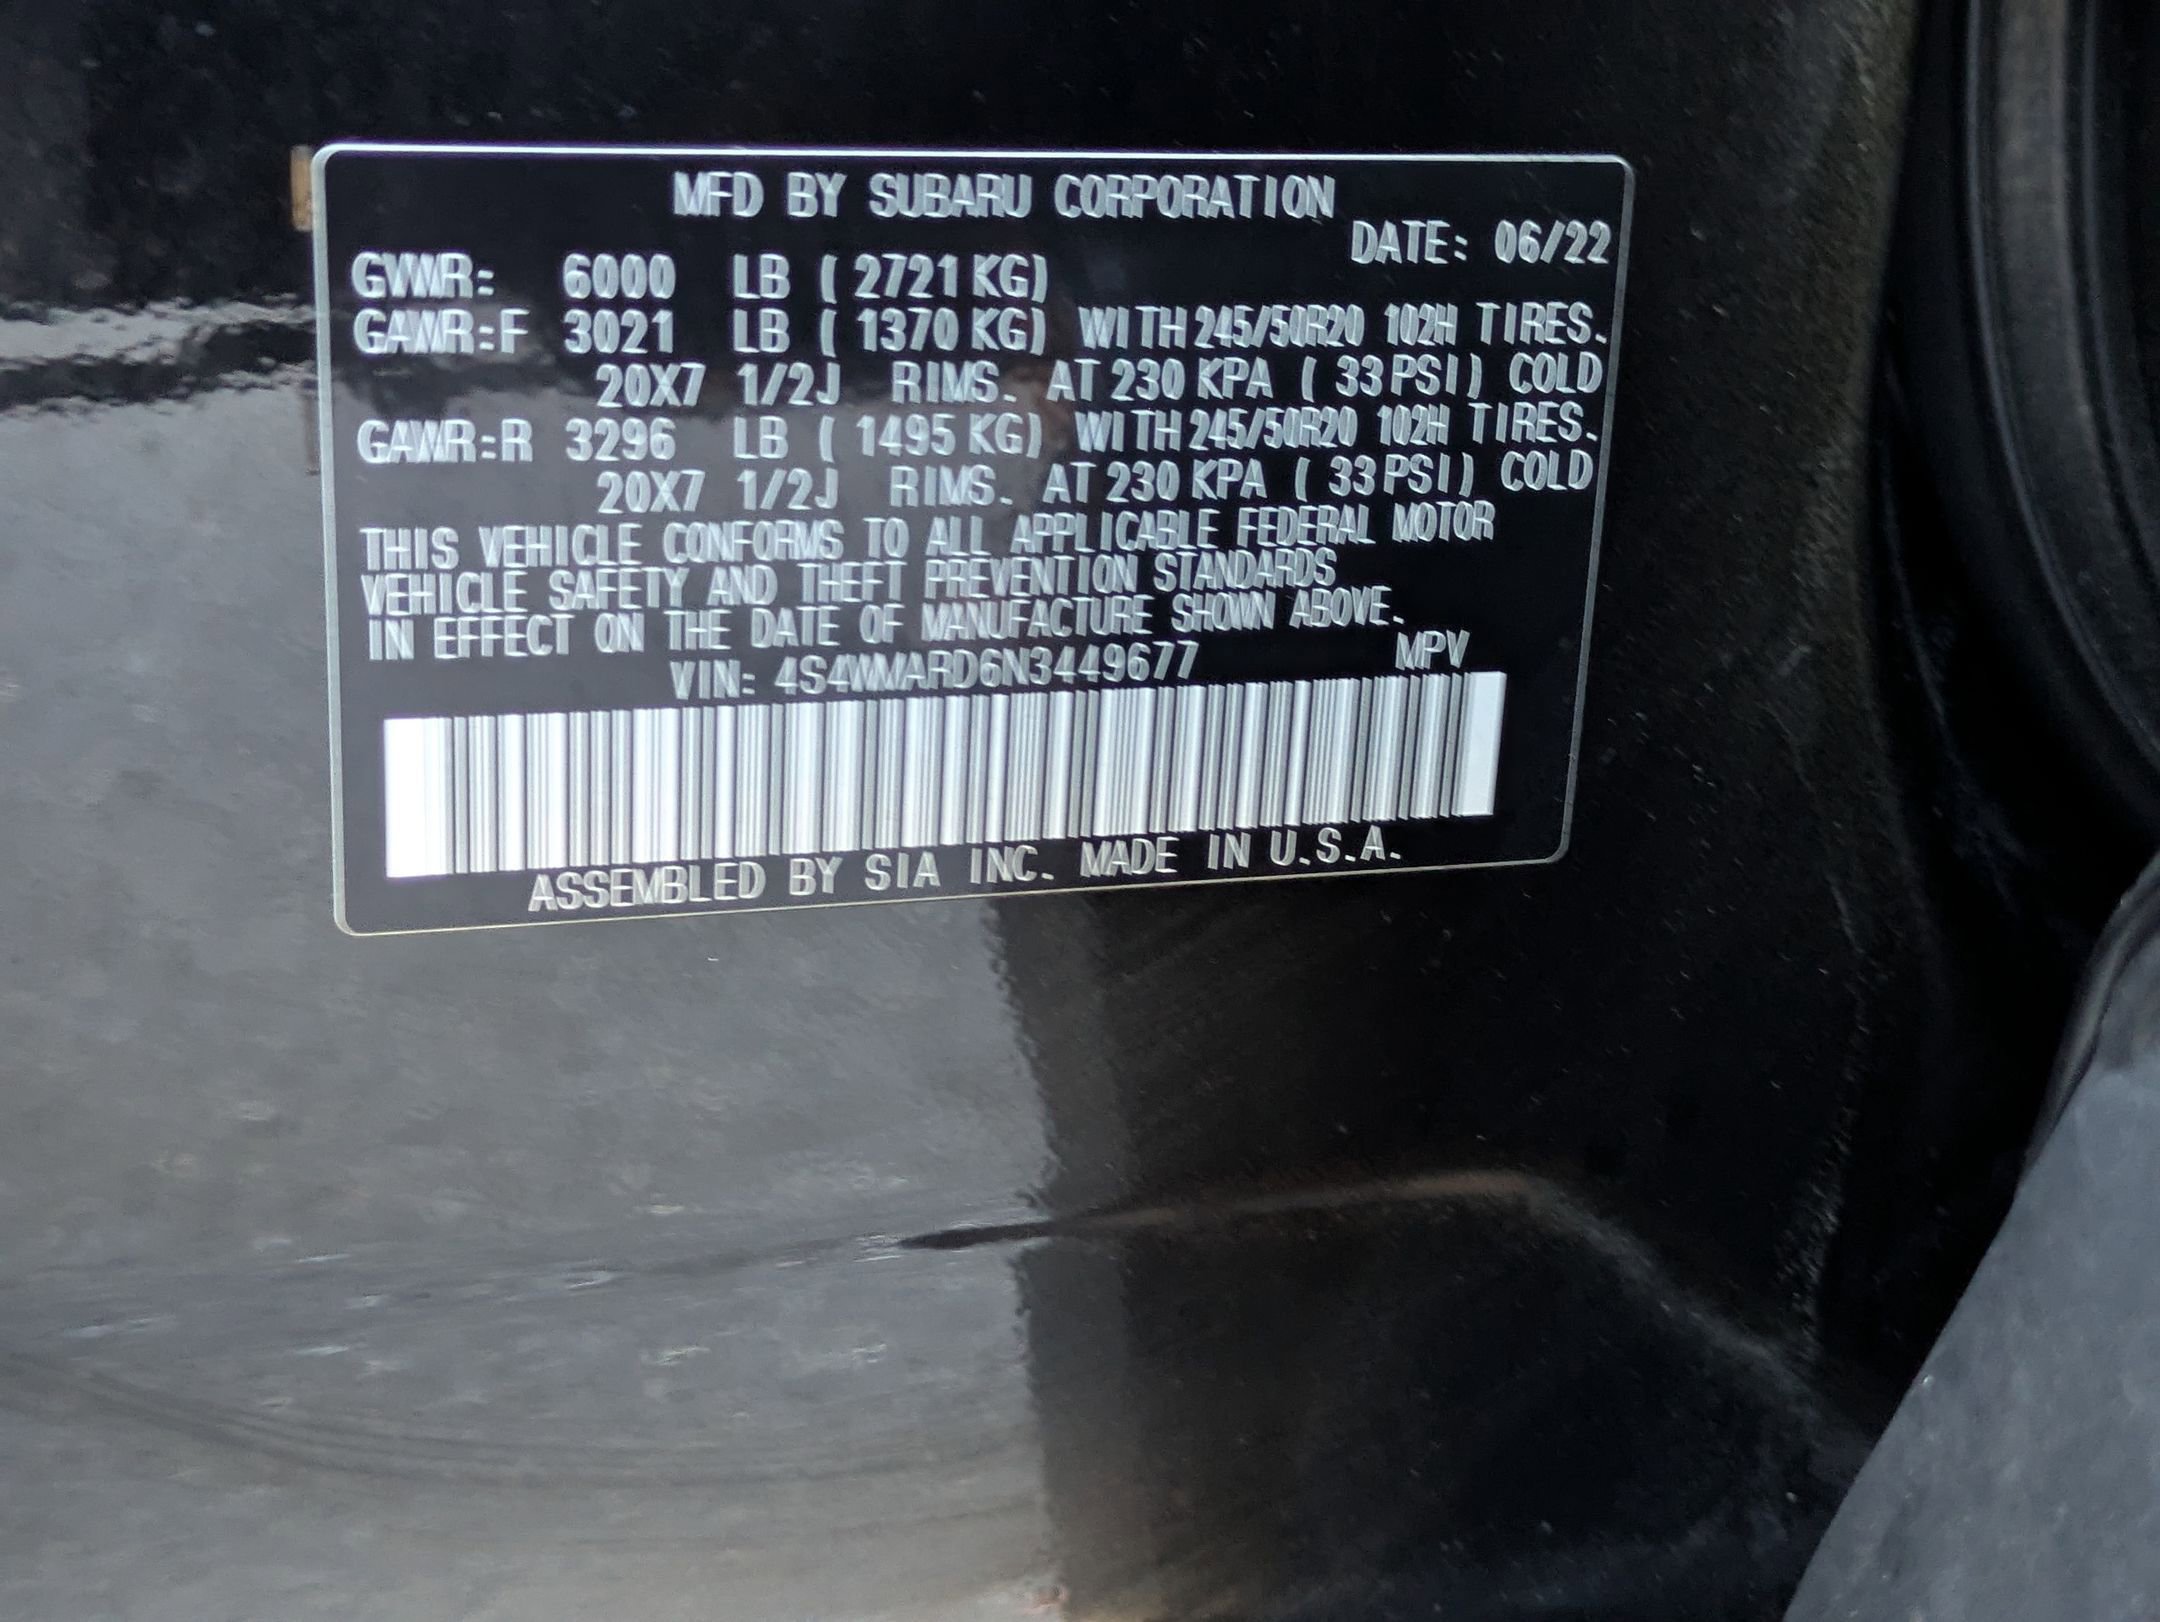 MFD BY SUBARU CORPORATION
DATE: 06/22
GVWR: 6000 LB ( 2721 KG)
GAWR:F 3021 LB ( 1370 KG) WITH 245/50R20 102H TIRES.
20X7 1/2J RIMS. AT 230 KPA ( 33 PSI) COLD
GAWR:R 3296 LB ( 1495 KG) WITH 245/50R20 102H TIRES.
20X7 1/2J RIMS. AT 230 KPA ( 33 PSI) COLD
THIS VEHICLE CONFORMS TO ALL APPLICABLE FEDERAL MOTOR
VEHICLE SAFETY AND THEFT PREVENTION STANDARDS
IN EFFECT ON THE DATE OF MANUFACTURE SHOWN ABOVE.
VIN: 4S4WMARD6N3449677 MPV
ASSEMBLED BY SIA INC. MADE IN U.S.A.